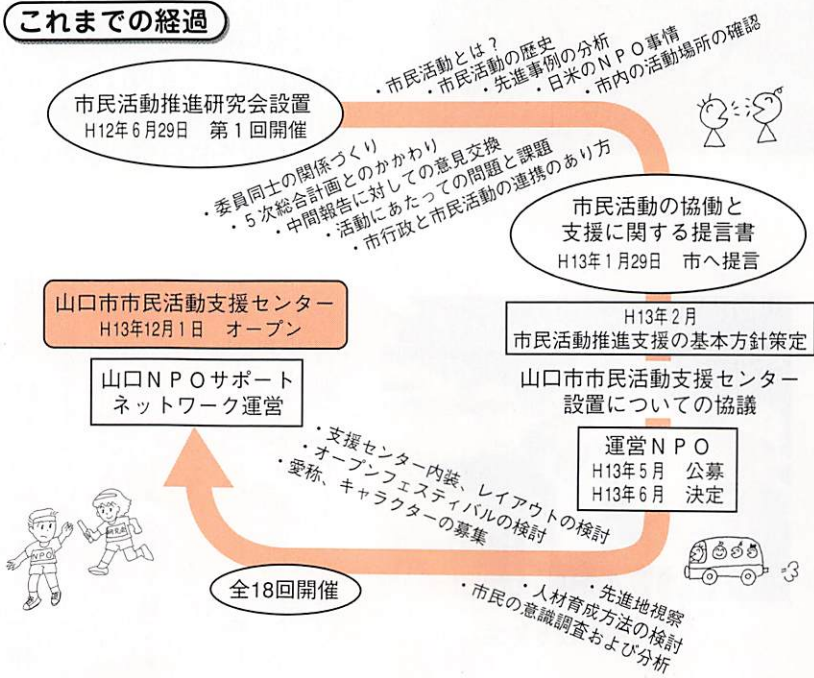 これまでの経過
市民活動推進研究会設置
H12年6月29日 第1回開催
・市民活動とは？
・市民活動の歴史
・先進事例の分析
・日米のNPO事情
・市内の活動場所の確認
・委員同士の関係づくり
・5次総合計画とのかかわり
・中間報告に対しての意見交換
・活動にあたっての問題と課題
・市行政と市民活動の連携のあり方
市民活動の協働と
支援に関する提言書
H13年1月29日 市へ提言
H13年2月
市民活動推進支援の基本方針策定
山口市市民活動支援センター
設置についての協議
運営NPO
H13年5月 公募
H13年6月 決定
・先進地視察
・人材育成方法の検討
・市民の意識調査および分析
全18回開催
・支援センター内装、レイアウトの検討
・オープンフェスティバルの検討
・愛称、キャラクターの募集
山口市市民活動支援センター
H13年12月1日 オープン
山口NPOサポート
ネットワーク運営
NPO